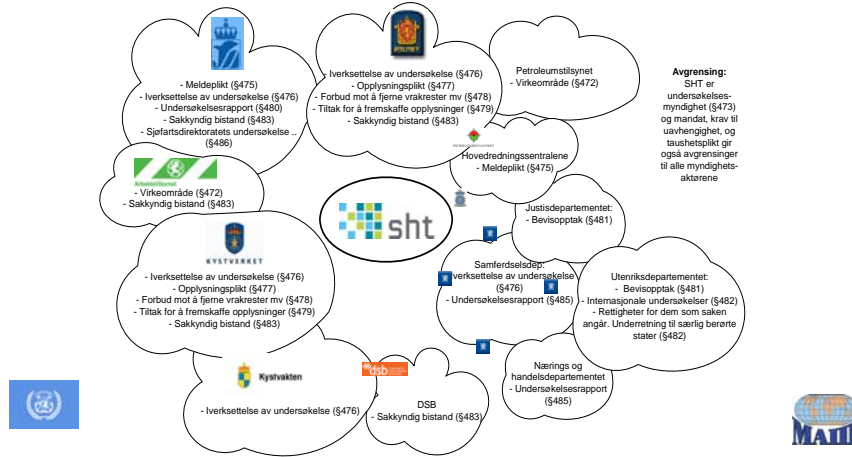 POLITIET
- Meldeplikt (§475)
- Iverksettelse av undersøkelse (§476)
- Undersøkelsesrapport (§480)
- Sakkyndig bistand (§483)
- Sjøfartsdirektoratets undersøkelse ..
(§486)
- Iverksettelse av undersøkelse (§476)
- Opplysningsplikt (§477)
- Forbud mot å fjerne vrakrester mv (§478)
- Tiltak for å fremskaffe opplysninger (§479)
- Sakkyndig bistand (§483)
Petroleumstilsynet
- Virkeområde (§472)
Avgrensing:
SHT er
undersøkelses-
myndighet (§473)
og mandat, krav til
uavhengighet, og
taushetsplikt gir
også avgrensinger
til alle myndighets-
aktørene
Hovedredningssentralene
- Meldeplikt (§475)
Arbeidstilsynet
- Virkeområde (§472)
- Sakkyndig bistand (§483)
sht
Justisdepartementet:
- Bevisopptak (§481)
KYSTVERKET
- Iverksettelse av undersøkelse (§476)
- Opplysningsplikt (§477)
- Forbud mot å fjerne vrakrester mv (§478)
- Tiltak for å fremskaffe opplysninger (§479)
- Sakkyndig bistand (§483)
Samferdselsdep:
Iverksettelse av undersøkelse
(§476)
- Undersøkelsesrapport (§485)
Utenriksdepartementet:
- Bevisopptak (§481)
- Internasjonale undersøkelser (§482)
- Rettigheter for dem som saken
angår. Underretning til særlig berørte
stater (§482)
Kystvakten
- Iverksettelse av undersøkelse (§476)
dsb
DSB
- Sakkyndig bistand (§483)
Nærings og
handelsdepartementet
- Undersøkelsesrapport
(§485)
MAIIF